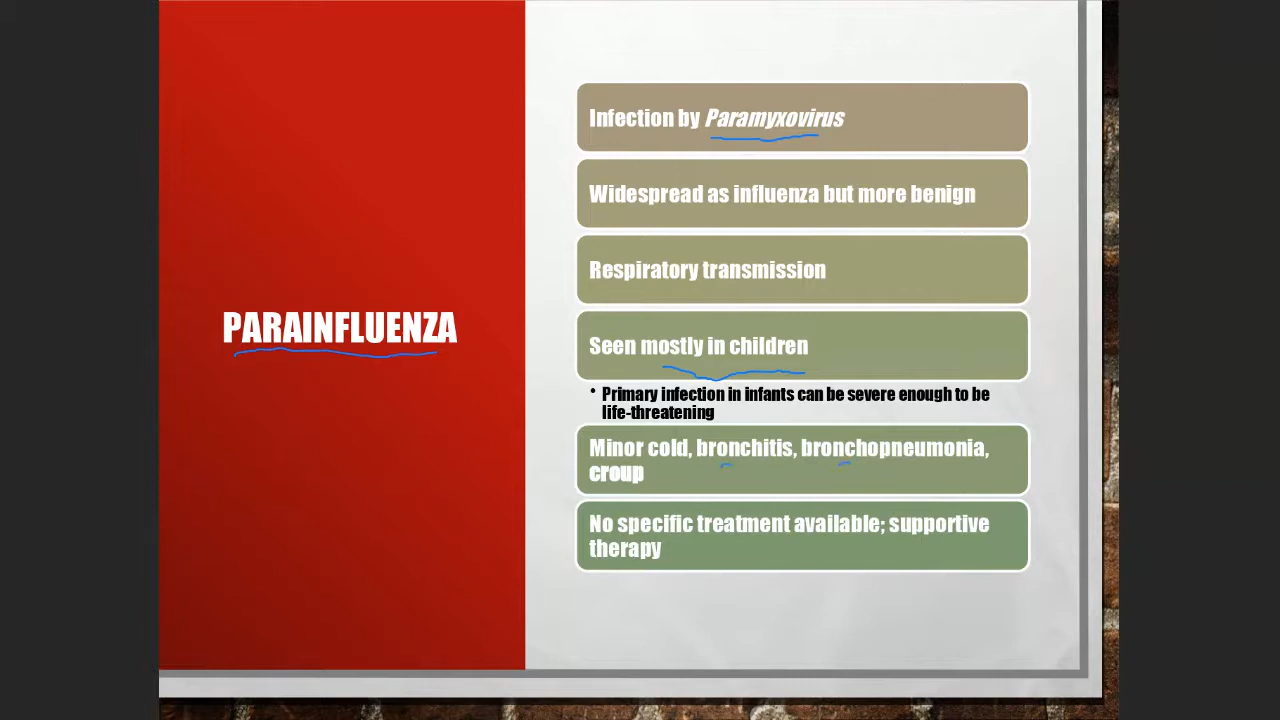 PARAINFLUENZA
Infection by Paramyxovirus
Widespread as influenza but more benign
Respiratory transmission
Seen mostly in children
• Primary infection in infants can be severe enough to be
life-threatening
Minor cold, bronchitis, bronchopneumonia,
croup
No specific treatment available; supportive
therapy